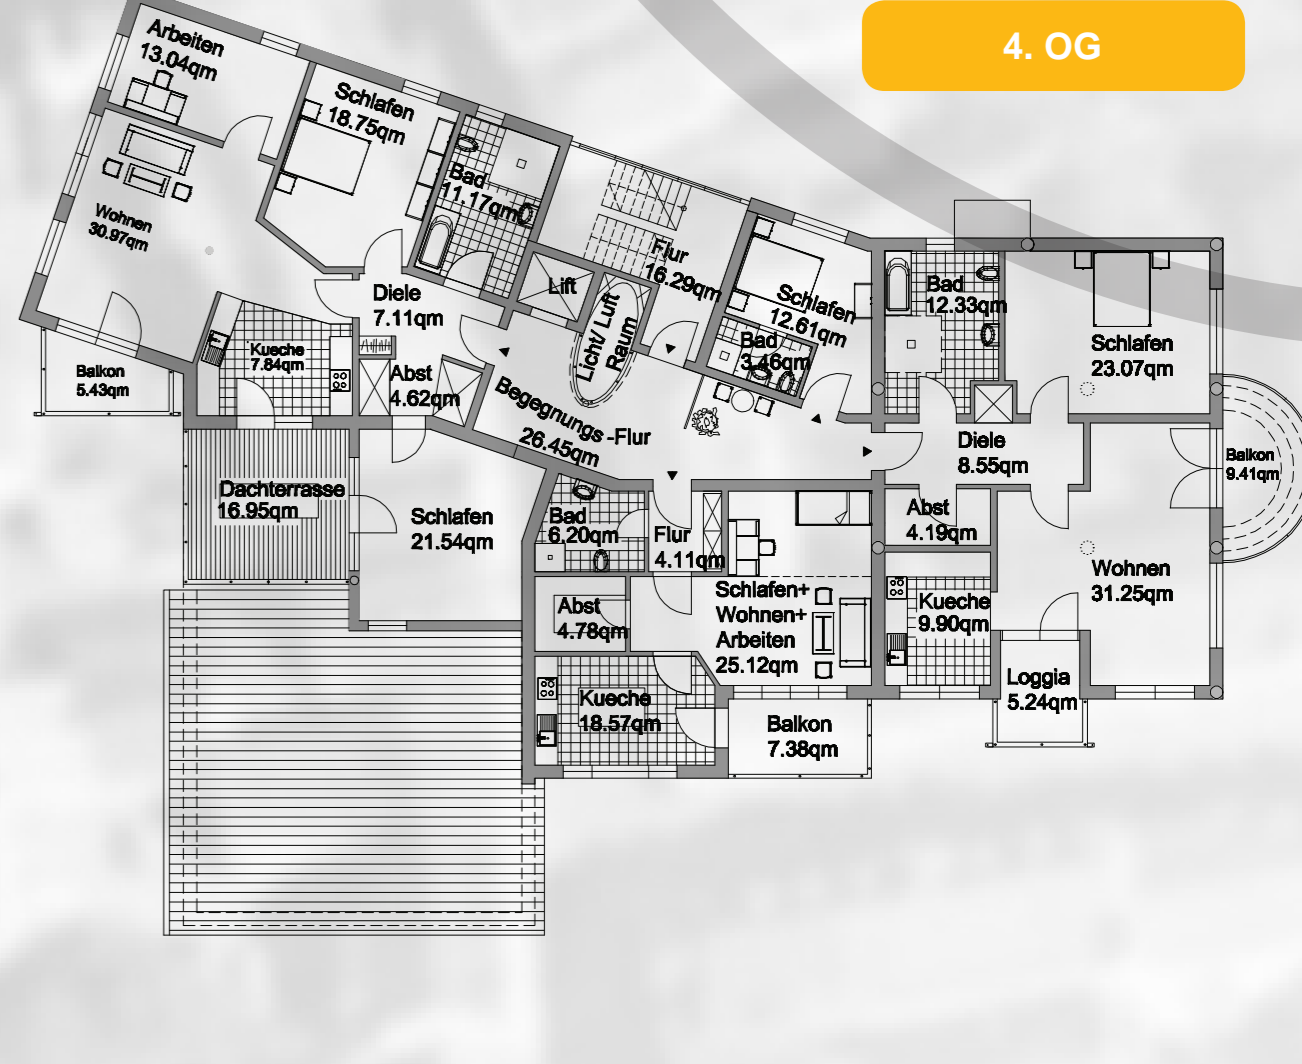 4. OG
Arbeiten
13.04qm
Schlafen
18.75qm
Bad
11.17qm
Wohnen
30.97qm
Flur
16.29qm
Lift
Licht/ Luft
Raum
Schlafen
12.61qm
Bad
3.46qm
Bad
12.33qm
Schlafen
23.07qm
Diele
7.11qm
Kueche
7.84qm
Balkon
5.43qm
Abst
4.62qm
Begegnungs -Flur
26.45qm
Diele
8.55qm
Balkon
9.41qm
Dachterrasse
16.95qm
Schlafen
21.54qm
Bad
6.20qm
Flur
4.11qm
Abst
4.19qm
Wohnen
31.25qm
Abst
4.78qm
Schlafen+
Wohnen+
Arbeiten
25.12qm
Kueche
9.90qm
Loggia
5.24qm
Kueche
18.57qm
Balkon
7.38qm